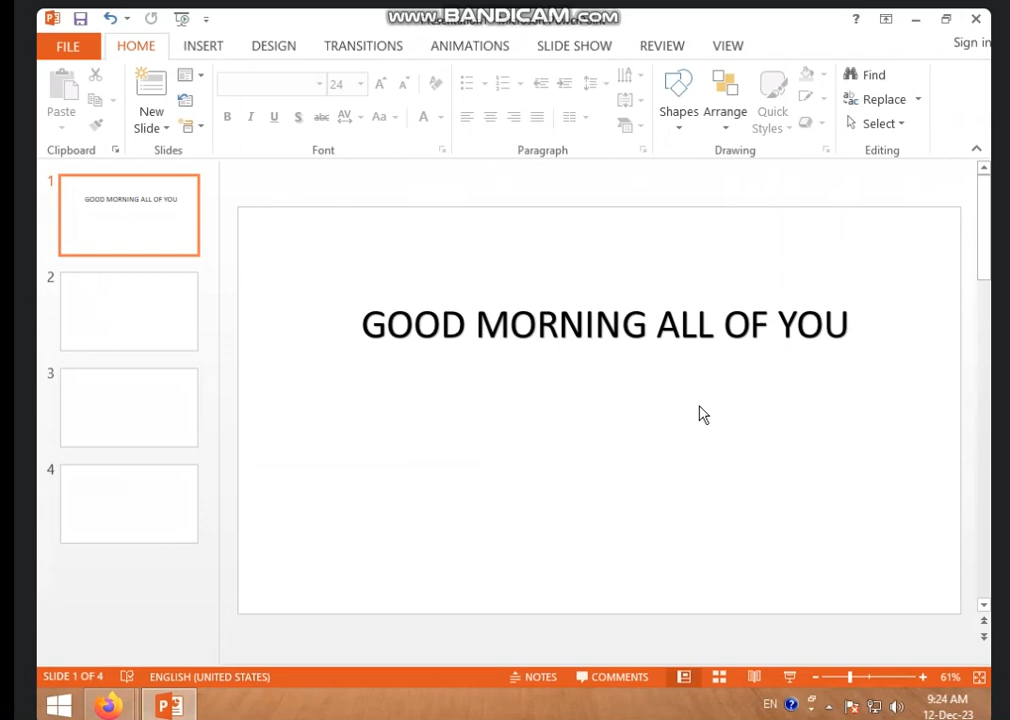 www.BANDICAM.com
?
FILE
HOME
INSERT
DESIGN
TRANSITIONS
ANIMATIONS
SLIDE SHOW
REVIEW
VIEW
Sign in
Paste
New
Slide
24
B I U S abc AV Aa A
Shapes
Arrange
Quick
Styles
Find
Replace
Select
Clipboard
Slides
Font
Paragraph
Drawing
Editing
1
GOOD MORNING ALL OF YOU
2
3
4
GOOD MORNING ALL OF YOU
SLIDE 1 OF 4
ENGLISH (UNITED STATES)
NOTES
COMMENTS
61%
EN
9:24 AM
12-Dec-23